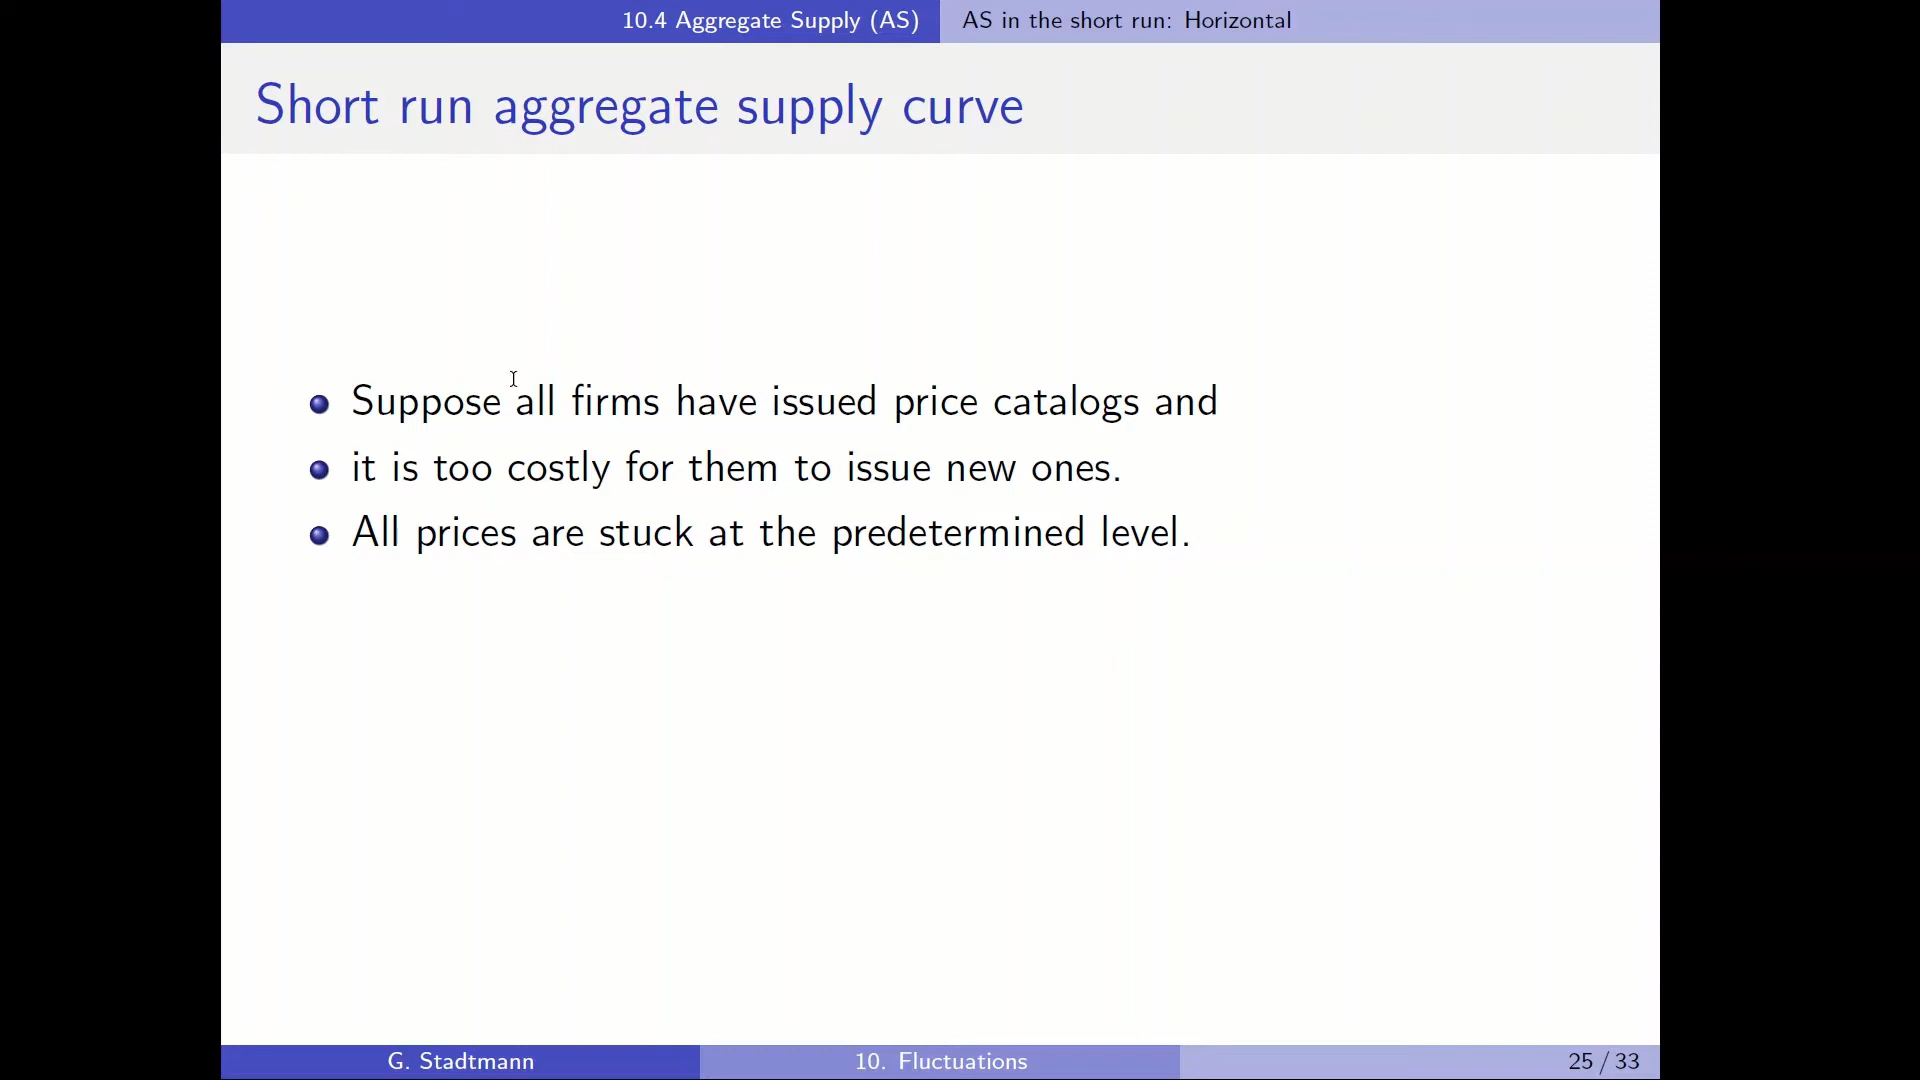 10.4 Aggregate Supply (AS) AS in the short run: Horizontal
Short run aggregate supply curve
Suppose all firms have issued price catalogs and
it is too costly for them to issue new ones.
All prices are stuck at the predetermined level.
G. Stadtmann 10. Fluctuations 25 / 33